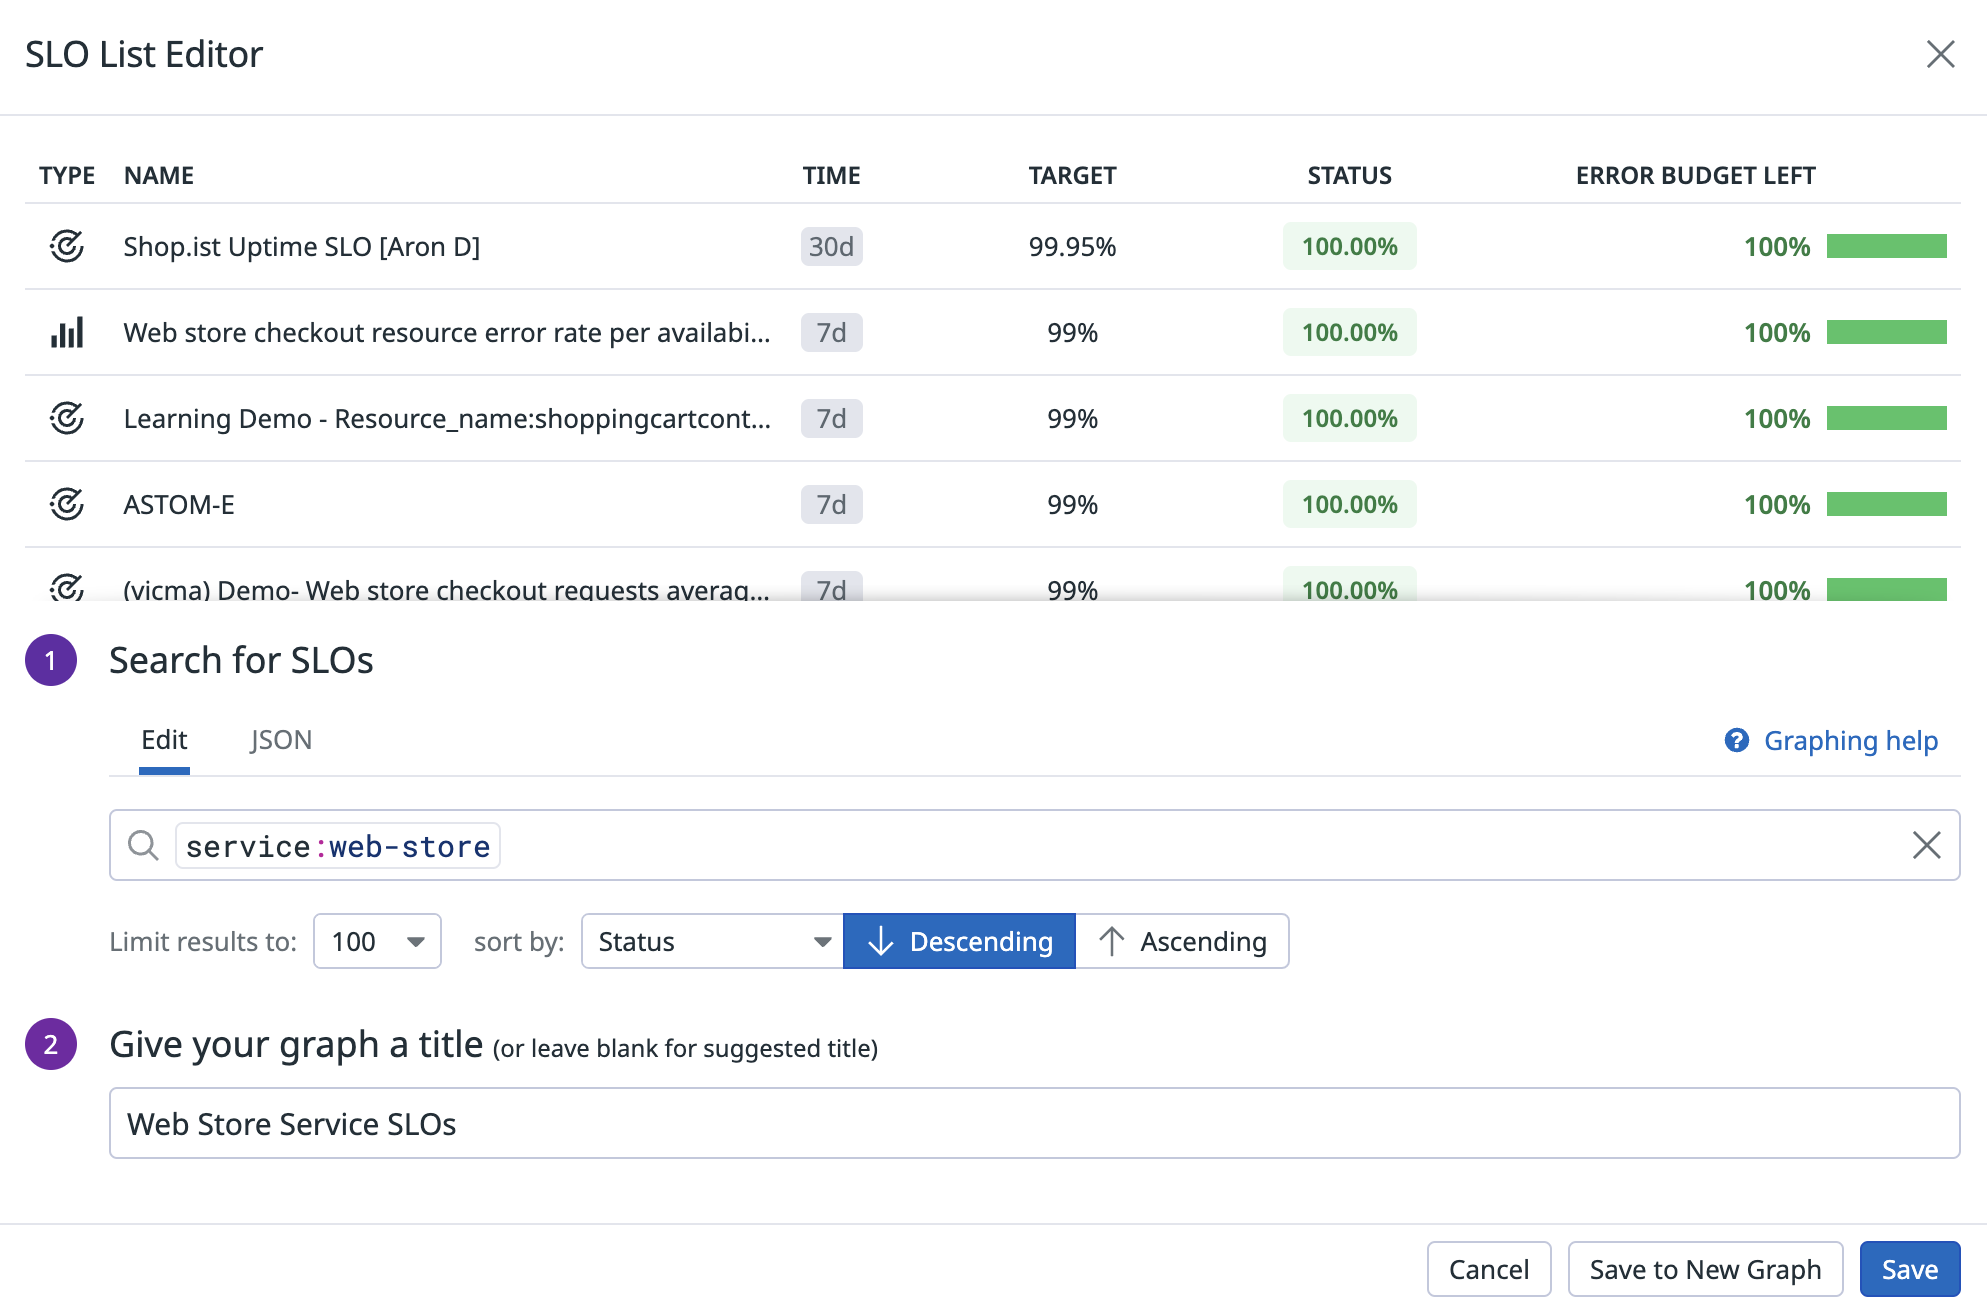 SLO List Editor
TYPE NAME TIME TARGET STATUS ERROR BUDGET LEFT
Shop.ist Uptime SLO [Aron D] 30d 99.95% 100.00% 100%
Web store checkout resource error rate per availabi... 7d 99% 100.00% 100%
Learning Demo - Resource_name:shoppingcartcont... 7d 99% 100.00% 100%
ASTOM-E 7d 99% 100.00% 100%
(vicma) Demo- Web store checkout requests averag... 7d 99% 100.00% 100%
1 Search for SLOs
Edit JSON Graphing help
service:web-store
Limit results to: 100 sort by: Status Descending Ascending
2 Give your graph a title (or leave blank for suggested title)
Web Store Service SLOs
Cancel Save to New Graph Save